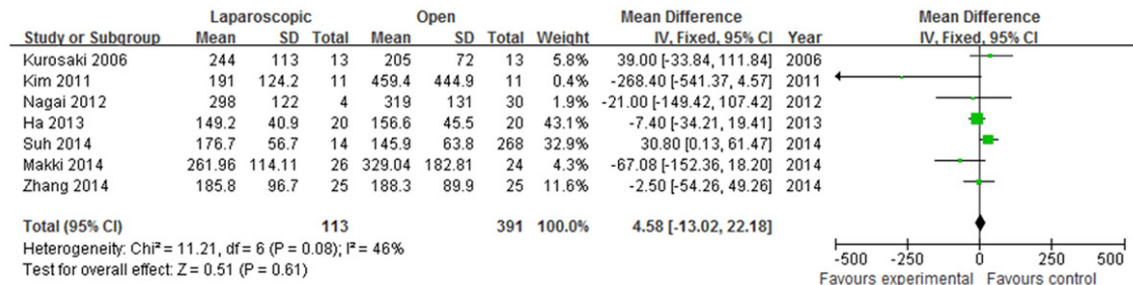 Laparoscopic Open Mean Difference Mean Difference
Study or Subgroup Mean SD Total Mean SD Total Weight IV, Fixed, 95% CI Year IV, Fixed, 95% CI
Kurosaki 2006 244 113 13 205 72 13 5.8% 39.00 [-33.84, 111.84] 2006
Kim 2011 191 124.2 11 459.4 444.9 11 0.4% -268.40 [-541.37, 4.57] 2011
Nagai 2012 298 122 4 319 131 30 1.9% -21.00 [-149.42, 107.42] 2012
Ha 2013 149.2 40.9 20 156.6 45.5 20 43.1% -7.40 [-34.21, 19.41] 2013
Suh 2014 176.7 56.7 14 145.9 63.8 268 32.9% 30.80 [0.13, 61.47] 2014
Makki 2014 261.96 114.11 26 329.04 182.81 24 4.3% -67.08 [-152.36, 18.20] 2014
Zhang 2014 185.8 96.7 25 188.3 89.9 25 11.6% -2.50 [-54.26, 49.26] 2014
Total (95% CI) 113 391 100.0% 4.58 [-13.02, 22.18]
Heterogeneity: Chi² = 11.21, df = 6 (P = 0.08); I² = 46%
Test for overall effect: Z = 0.51 (P = 0.61)
-500 -250 0 250 500
Favours experimental Favours control